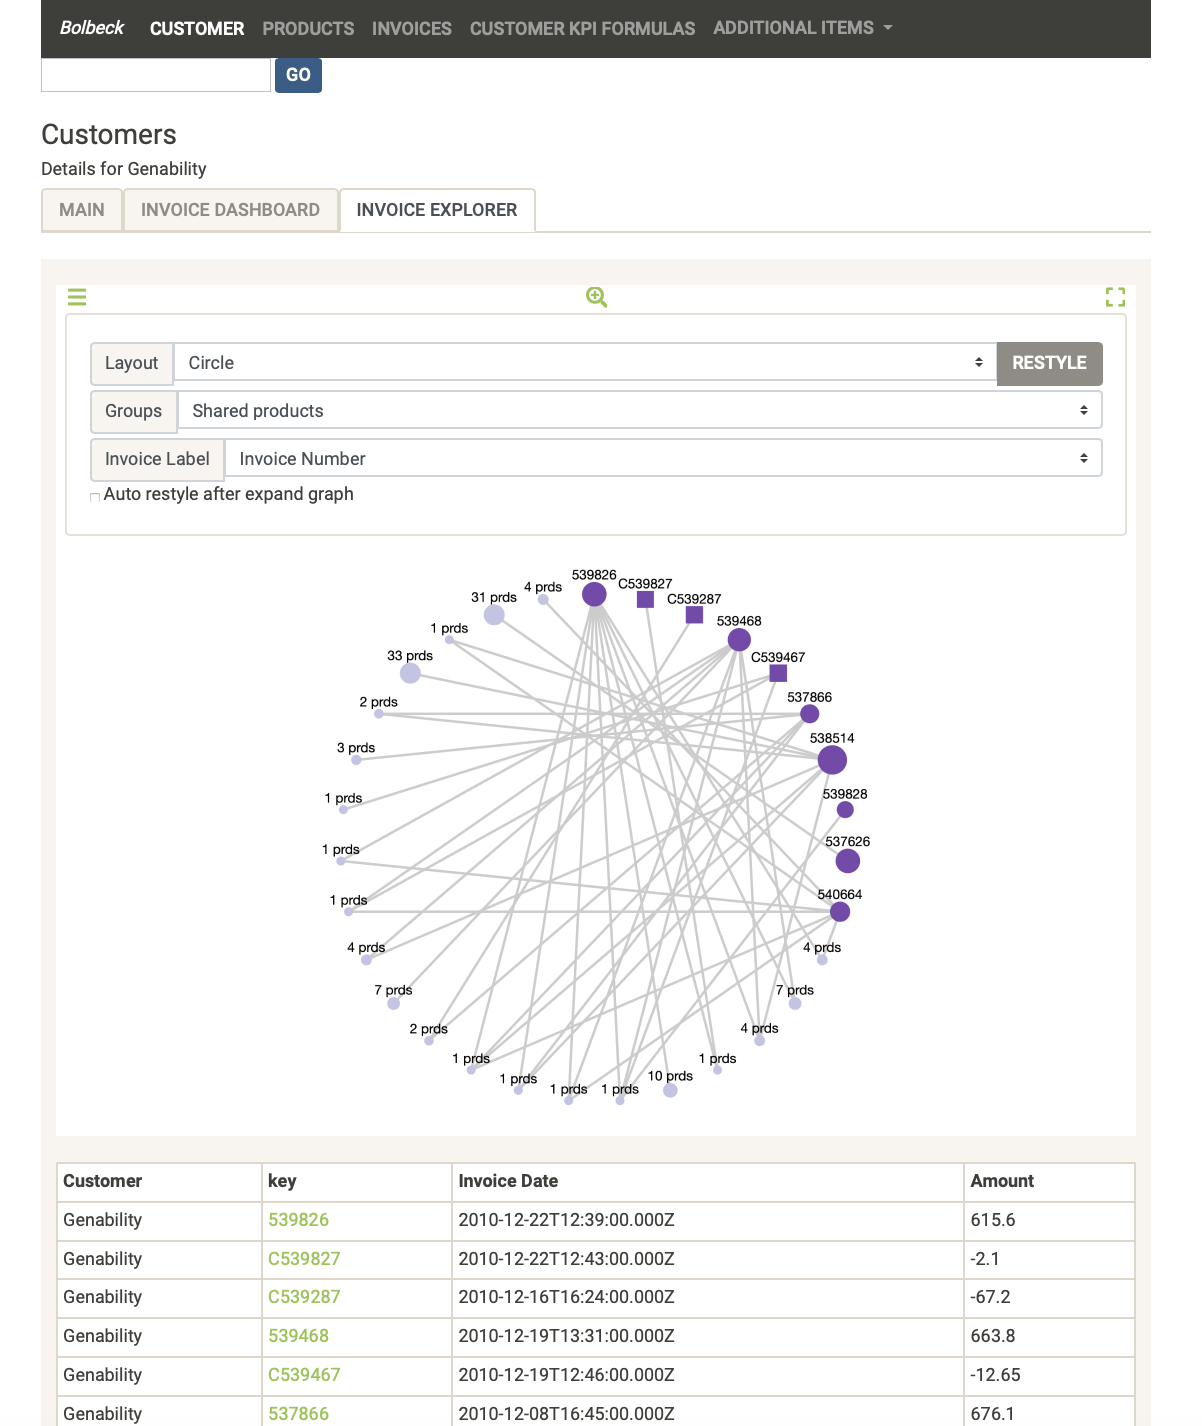 Bolbeck CUSTOMER PRODUCTS INVOICES CUSTOMER KPI FORMULAS ADDITIONAL ITEMS
GO
Customers
Details for Genability
MAIN INVOICE DASHBOARD INVOICE EXPLORER
Layout Circle RESTYLE
Groups Shared products
Invoice Label Invoice Number
Auto restyle after expand graph
539826
C539827
4 prds
31 prds
C539287
539468
1 prds
33 prds
C539467
2 prds
537866
3 prds
538514
1 prds
539828
1 prds
537626
1 prds
540664
4 prds
4 prds
7 prds
7 prds
2 prds
4 prds
1 prds
1 prds
1 prds
10 prds
1 prds
1 prds
Customer key Invoice Date Amount
Genability 539826 2010-12-22T12:39:00.000Z 615.6
Genability C539827 2010-12-22T12:43:00.000Z -2.1
Genability C539287 2010-12-16T16:24:00.000Z -67.2
Genability 539468 2010-12-19T13:31:00.000Z 663.8
Genability C539467 2010-12-19T12:46:00.000Z -12.65
Genability 537866 2010-12-08T16:45:00.000Z 676.1